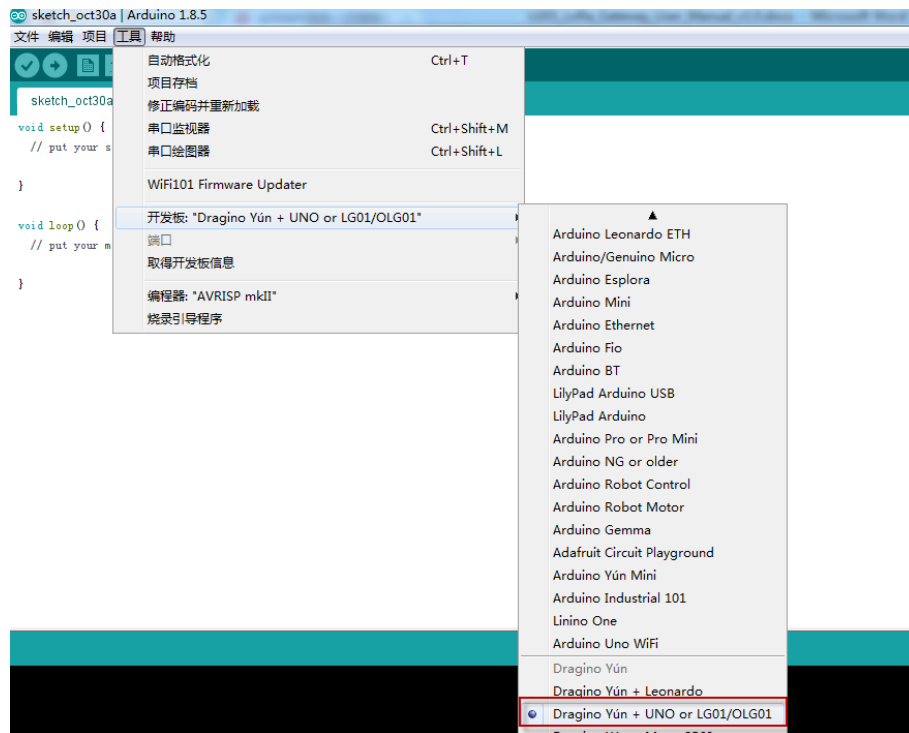 sketch_oct30a | Arduino 1.8.5
文件 编辑 项目 工具 帮助
sketch_oct30a
void setup() {
// put your s
}
void loop() {
// put your m
}
自动格式化 Ctrl+T
项目存档
修正编码并重新加载
串口监视器 Ctrl+Shift+M
串口绘图器 Ctrl+Shift+L
WiFi101 Firmware Updater
开发板: "Dragino Yún + UNO or LG01/OLG01"
端口
取得开发板信息
编程器: "AVRISP mkII"
烧录引导程序
Arduino Leonardo ETH
Arduino/Genuino Micro
Arduino Esplora
Arduino Mini
Arduino Ethernet
Arduino Fio
Arduino BT
LilyPad Arduino USB
LilyPad Arduino
Arduino Pro or Pro Mini
Arduino NG or older
Arduino Robot Control
Arduino Robot Motor
Arduino Gemma
Adafruit Circuit Playground
Arduino Yún Mini
Arduino Industrial 101
Linino One
Arduino Uno WiFi
Dragino Yún
Dragino Yún + Leonardo
Dragino Yún + UNO or LG01/OLG01